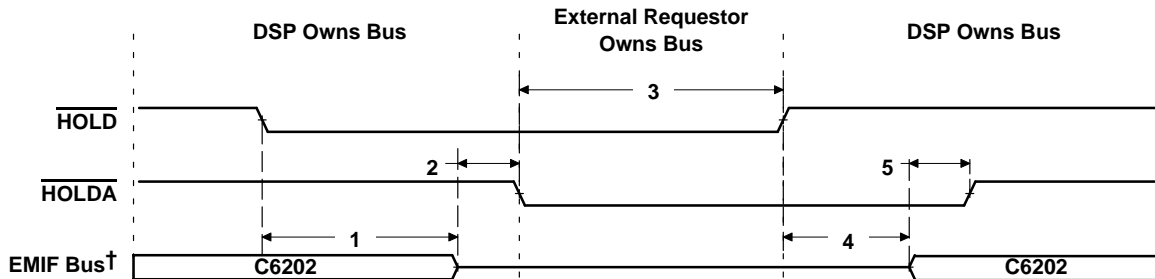 DSP Owns Bus
External Requestor
Owns Bus
DSP Owns Bus
3
HOLD
2
5
HOLDA
1
4
EMIF Bus†
C6202
C6202